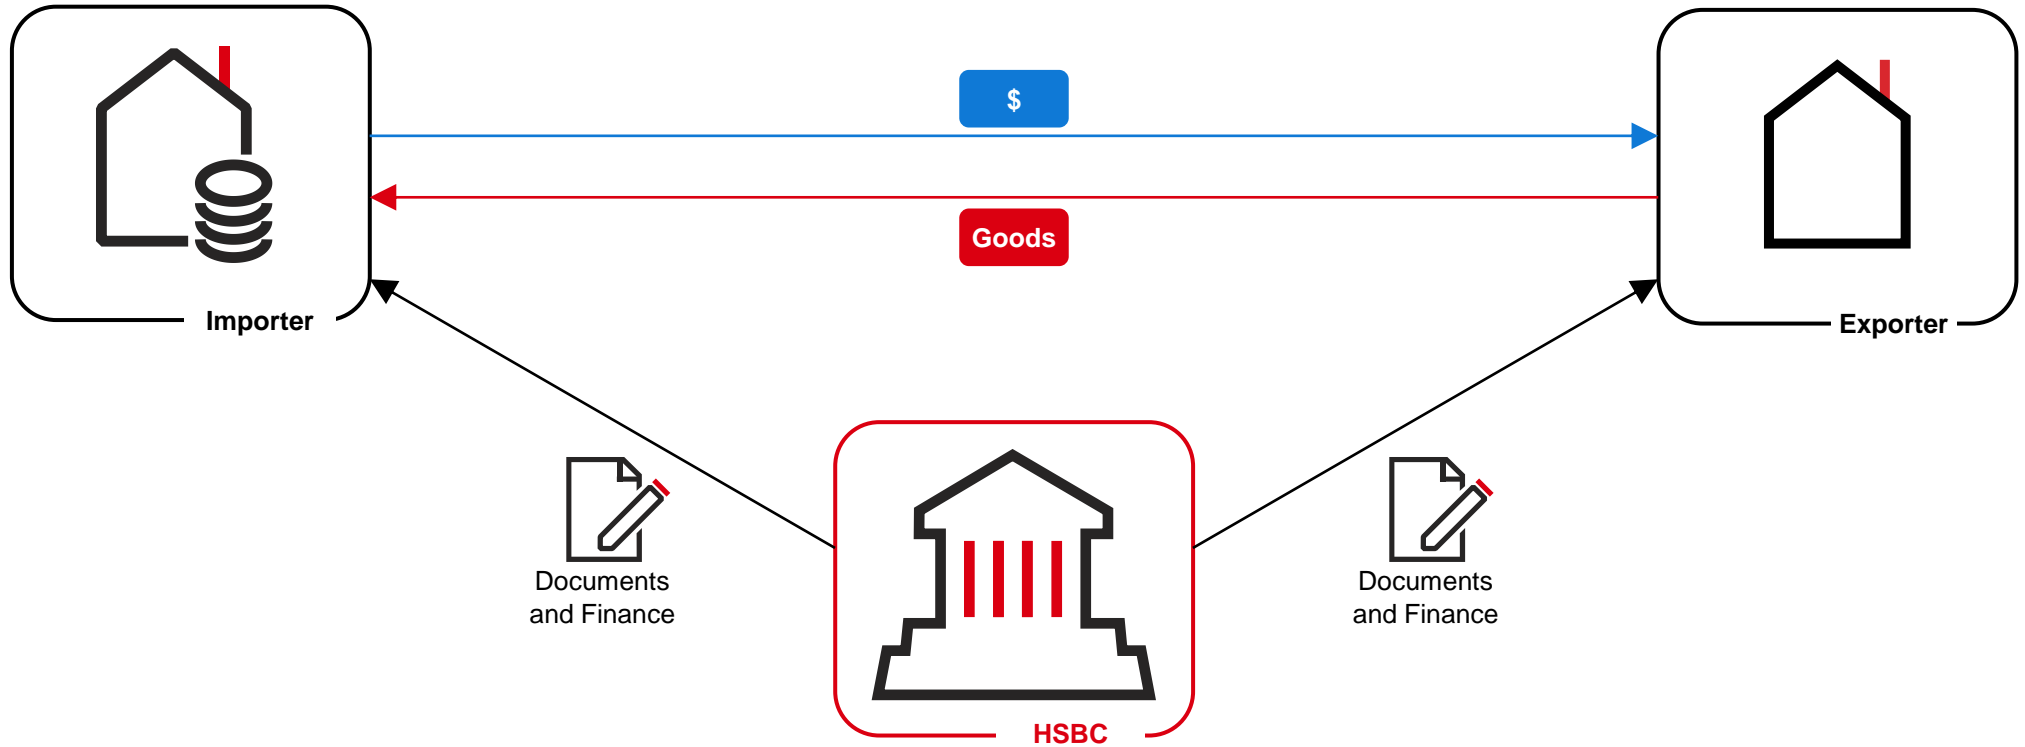 $
Goods
Importer
Exporter
Documents
and Finance
Documents
and Finance
HSBC